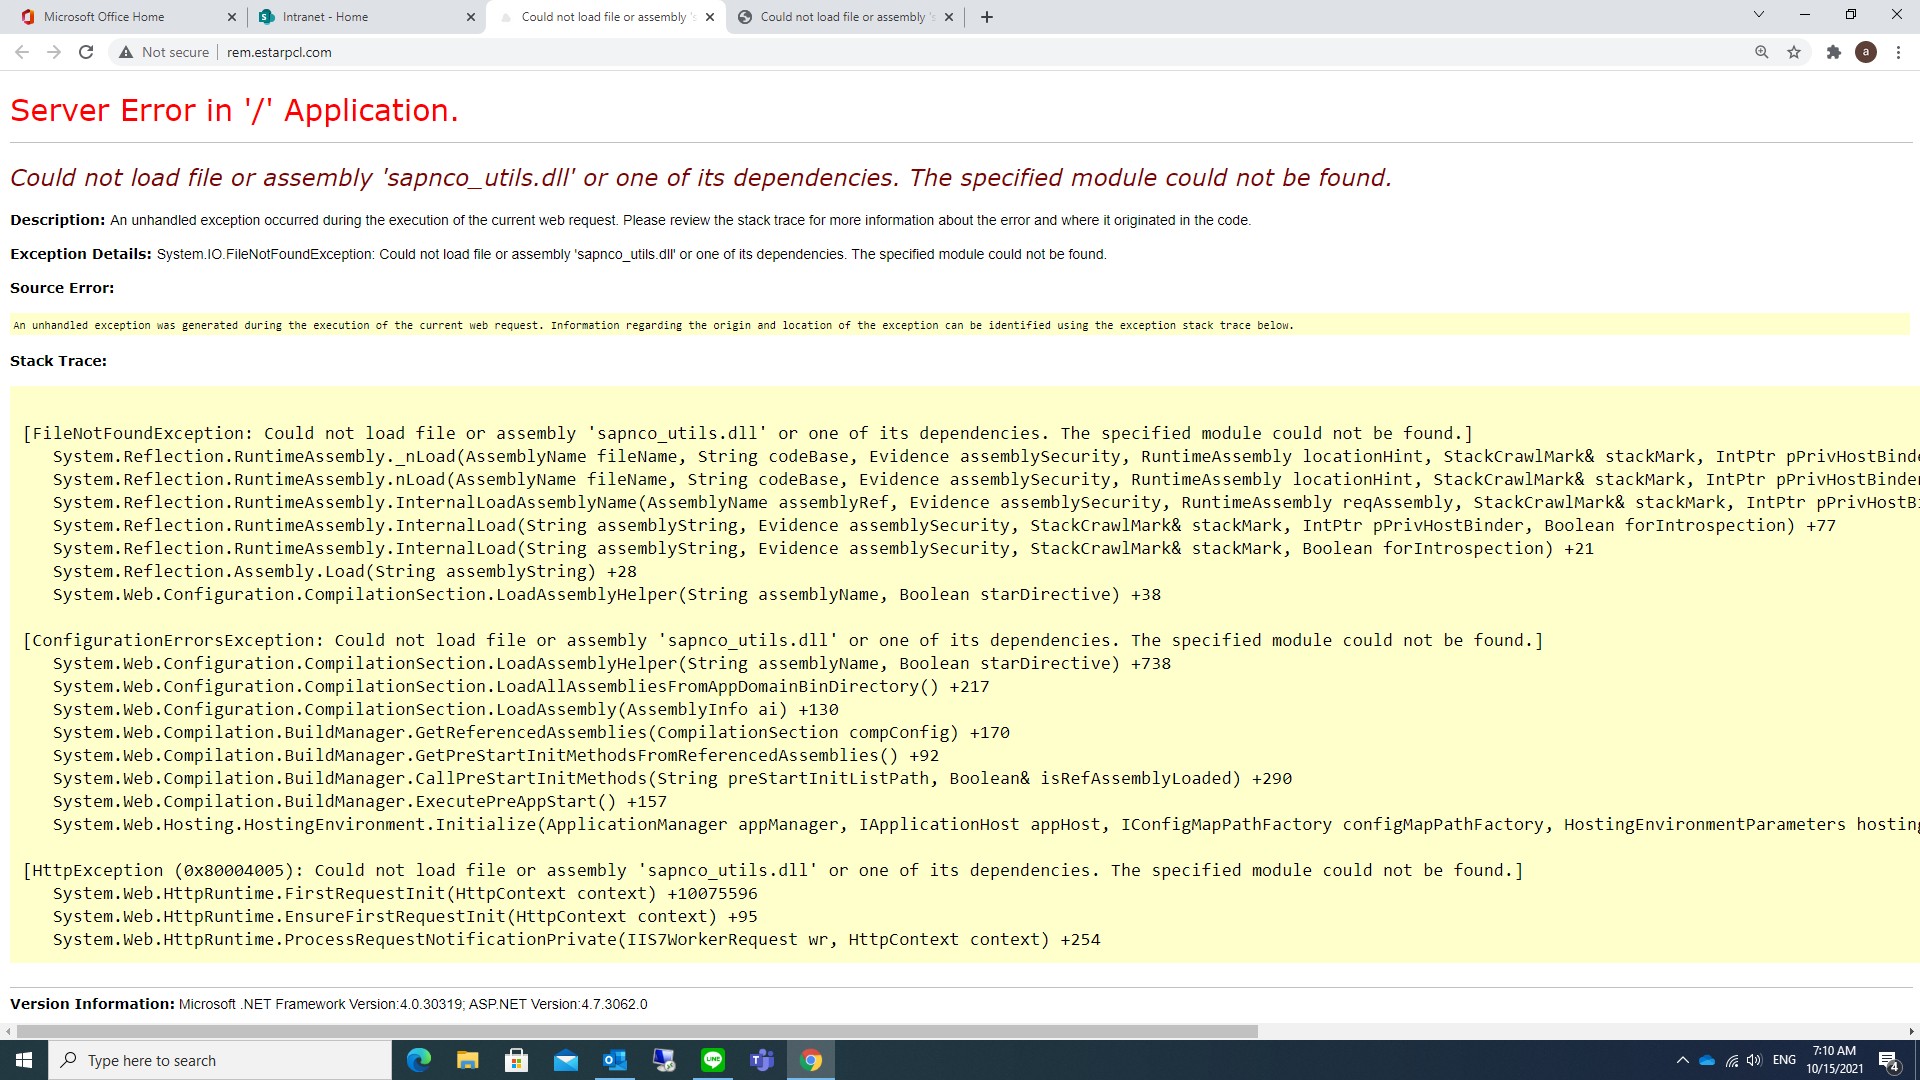 Microsoft Office Home
Intranet - Home
Could not load file or assembly 's
Could not load file or assembly 's
Not secure
rem.estarpcl.com
a
Server Error in '/' Application.
Could not load file or assembly 'sapnco_utils.dll' or one of its dependencies. The specified module could not be found.
Description: An unhandled exception occurred during the execution of the current web request. Please review the stack trace for more information about the error and where it originated in the code.
Exception Details: System.IO.FileNotFoundException: Could not load file or assembly 'sapnco_utils.dll' or one of its dependencies. The specified module could not be found.
Source Error:
An unhandled exception was generated during the execution of the current web request. Information regarding the origin and location of the exception can be identified using the exception stack trace below.
Stack Trace:
[FileNotFoundException: Could not load file or assembly 'sapnco_utils.dll' or one of its dependencies. The specified module could not be found.]
System.Reflection.RuntimeAssembly._nLoad(AssemblyName fileName, String codeBase, Evidence assemblySecurity, RuntimeAssembly locationHint, StackCrawlMark& stackMark, IntPtr pPrivHostBinde
System.Reflection.RuntimeAssembly.nLoad(AssemblyName fileName, String codeBase, Evidence assemblySecurity, RuntimeAssembly locationHint, StackCrawlMark& stackMark, IntPtr pPrivHostBinder
System.Reflection.RuntimeAssembly.InternalLoadAssemblyName(AssemblyName assemblyRef, Evidence assemblySecurity, RuntimeAssembly reqAssembly, StackCrawlMark& stackMark, IntPtr pPrivHostB
System.Reflection.RuntimeAssembly.InternalLoad(String assemblyString, Evidence assemblySecurity, StackCrawlMark& stackMark, IntPtr pPrivHostBinder, Boolean forIntrospection) +77
System.Reflection.RuntimeAssembly.InternalLoad(String assemblyString, Evidence assemblySecurity, StackCrawlMark& stackMark, Boolean forIntrospection) +21
System.Reflection.Assembly.Load(String assemblyString) +28
System.Web.Configuration.CompilationSection.LoadAssemblyHelper(String assemblyName, Boolean starDirective) +38
[ConfigurationErrorsException: Could not load file or assembly 'sapnco_utils.dll' or one of its dependencies. The specified module could not be found.]
System.Web.Configuration.CompilationSection.LoadAssemblyHelper(String assemblyName, Boolean starDirective) +738
System.Web.Configuration.CompilationSection.LoadAllAssembliesFromAppDomainBinDirectory() +217
System.Web.Configuration.CompilationSection.LoadAssembly(AssemblyInfo ai) +130
System.Web.Compilation.BuildManager.GetReferencedAssemblies(CompilationSection compConfig) +170
System.Web.Compilation.BuildManager.GetPreStartInitMethodsFromReferencedAssemblies() +92
System.Web.Compilation.BuildManager.CallPreStartInitMethods(String preStartInitListPath, Boolean& isRefAssemblyLoaded) +290
System.Web.Compilation.BuildManager.ExecutePreAppStart() +157
System.Web.Hosting.HostingEnvironment.Initialize(ApplicationManager appManager, IApplicationHost appHost, IConfigMapPathFactory configMapPathFactory, HostingEnvironmentParameters hosting
[HttpException (0x80004005): Could not load file or assembly 'sapnco_utils.dll' or one of its dependencies. The specified module could not be found.]
System.Web.HttpRuntime.FirstRequestInit(HttpContext context) +10075596
System.Web.HttpRuntime.EnsureFirstRequestInit(HttpContext context) +95
System.Web.HttpRuntime.ProcessRequestNotificationPrivate(IIS7WorkerRequest wr, HttpContext context) +254
Version Information: Microsoft .NET Framework Version:4.0.30319; ASP.NET Version:4.7.3062.0
Type here to search
ENG
7:10 AM
10/15/2021
4